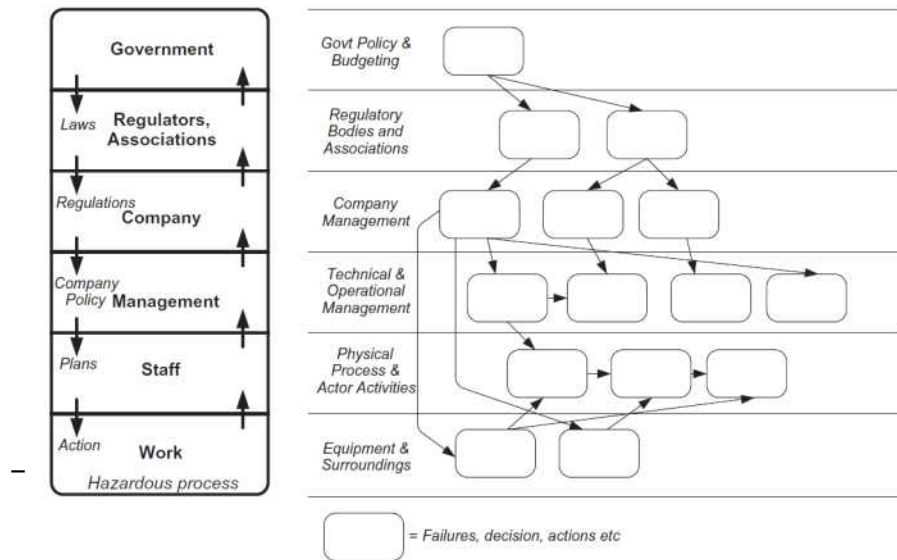 Government
Laws
Regulators,
Associations
Regulations
Company
Company
Policy
Management
Plans
Staff
Action
Work
Hazardous process
Govt Policy &
Budgeting
Regulatory
Bodies and
Associations
Company
Management
Technical &
Operational
Management
Physical
Process &
Actor Activities
Equipment &
Surroundings
= Failures, decision, actions etc